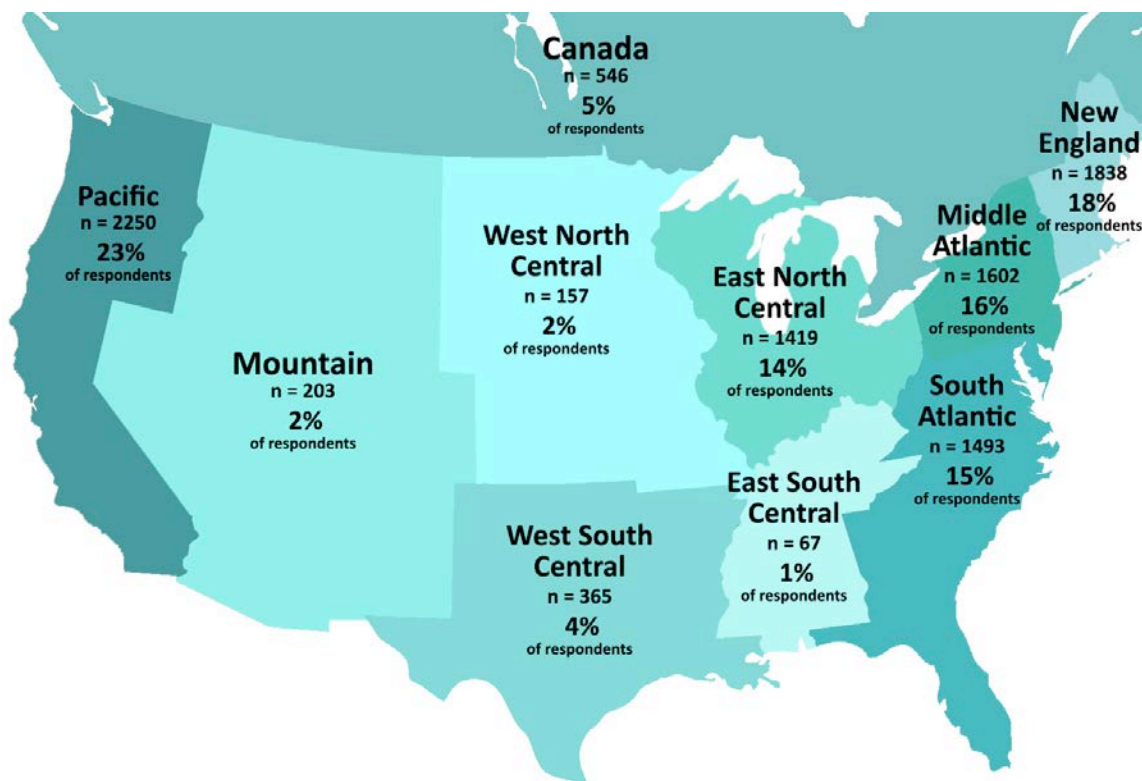 Canada
n = 546
5%
of respondents
New
England
n = 1838
18%
of respondents
Pacific
n = 2250
23%
of respondents
Middle
Atlantic
n = 1602
16%
of respondents
West North
Central
n = 157
2%
of respondents
East North
Central
n = 1419
14%
of respondents
Mountain
n = 203
2%
of respondents
South
Atlantic
n = 1493
15%
of respondents
East South
Central
n = 67
1%
of respondents
West South
Central
n = 365
4%
of respondents